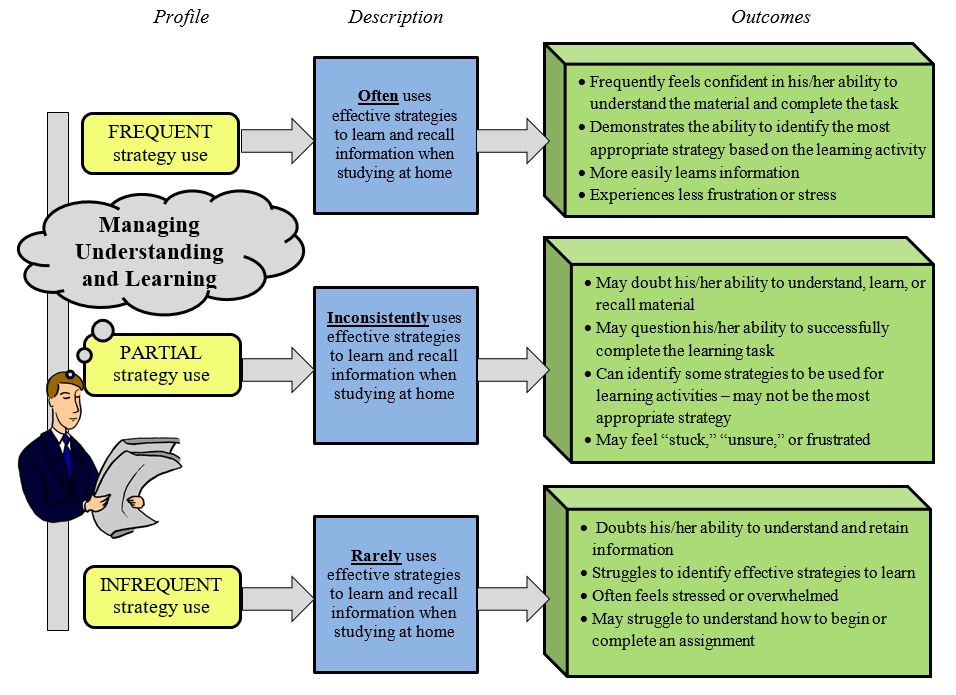 Profile
Description
Outcomes
FREQUENT
strategy use
Often uses
effective strategies
to learn and recall
information when
studying at home
• Frequently feels confident in his/her ability to
understand the material and complete the task
• Demonstrates the ability to identify the most
appropriate strategy based on the learning activity
• More easily learns information
• Experiences less frustration or stress
Managing
Understanding
and Learning
PARTIAL
strategy use
Inconsistently uses
effective strategies
to learn and recall
information when
studying at home
• May doubt his/her ability to understand, learn, or
recall material
• May question his/her ability to successfully
complete the learning task
• Can identify some strategies to be used for
learning activities – may not be the most
appropriate strategy
• May feel “stuck,” “unsure,” or frustrated
INFREQUENT
strategy use
Rarely uses
effective strategies
to learn and recall
information when
studying at home
• Doubts his/her ability to understand and retain
information
• Struggles to identify effective strategies to learn
• Often feels stressed or overwhelmed
• May struggle to understand how to begin or
complete an assignment